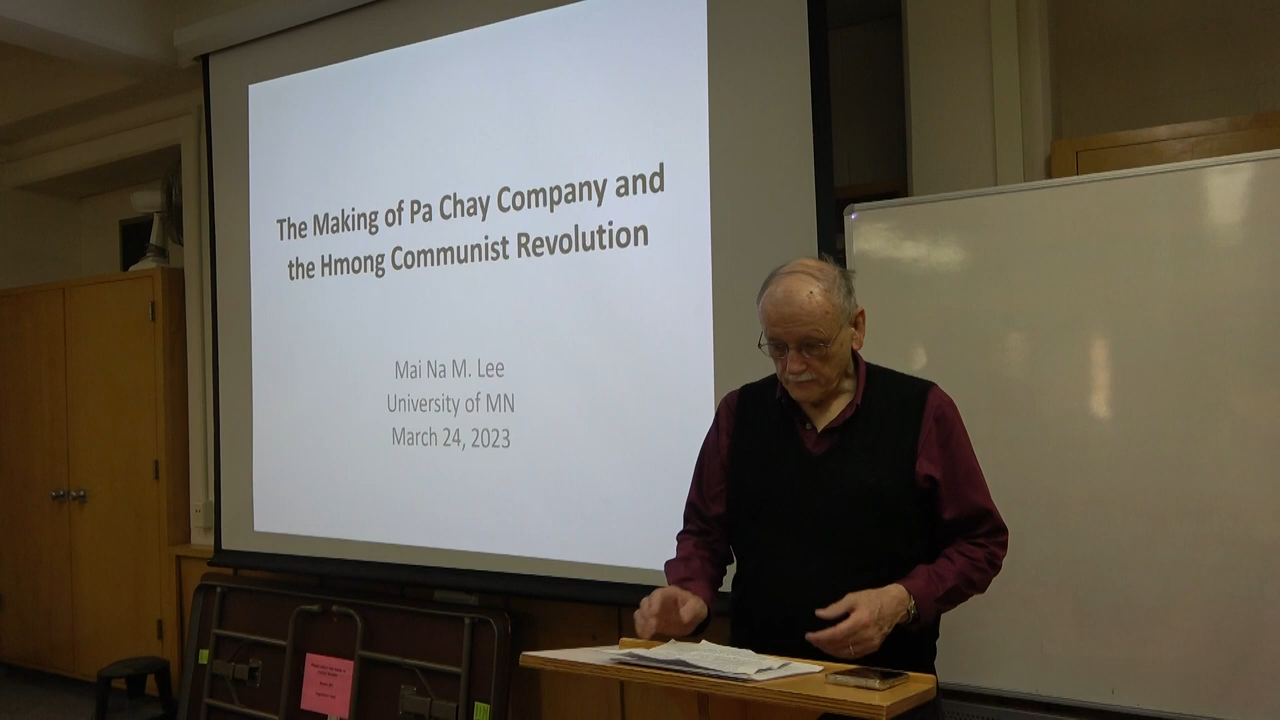 The Making of Pa Chay Company and
the Hmong Communist Revolution
Mai Na M. Lee
University of MN
March 24, 2023